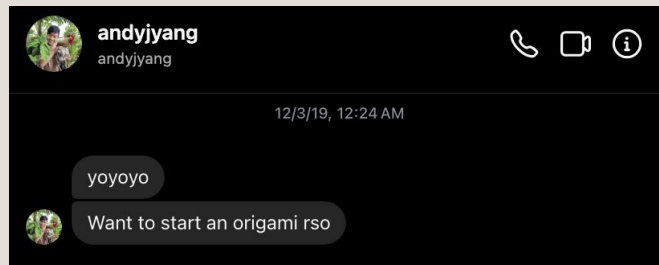 andyjyang
andyjyang
12/3/19, 12:24 AM
yoyoyo
Want to start an origami rso